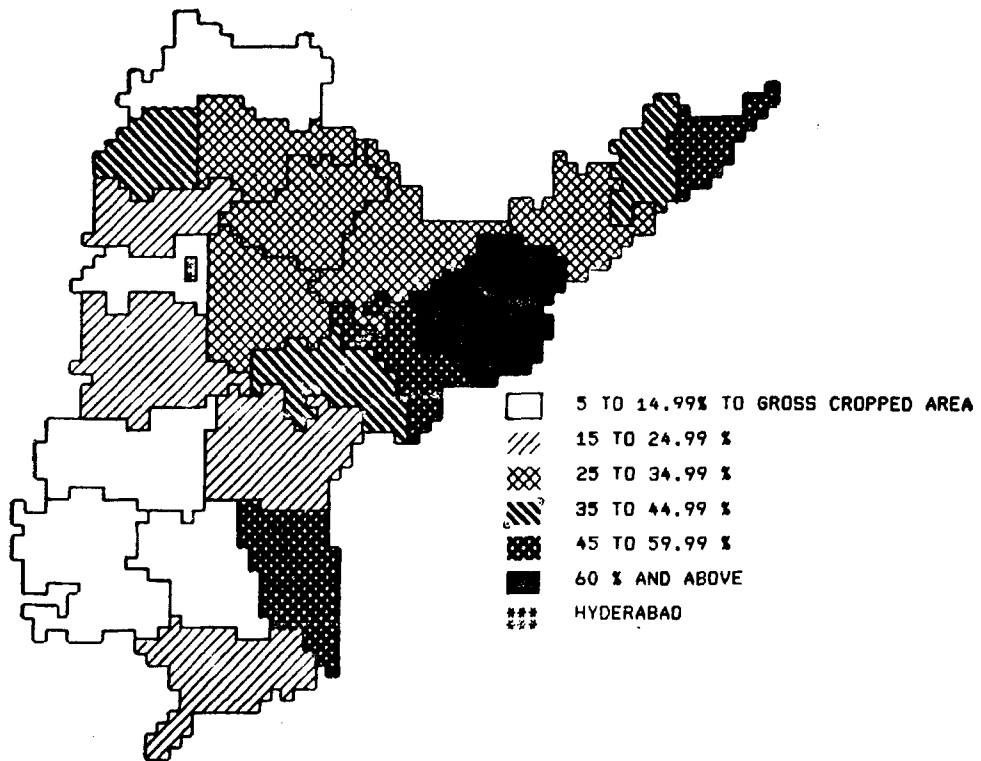 5 TO 14.99% TO GROSS CROPPED AREA
15 TO 24.99 %
25 TO 34.99 %
35 TO 44.99 %
45 TO 59.99 %
60 % AND ABOVE
HYDERABAD